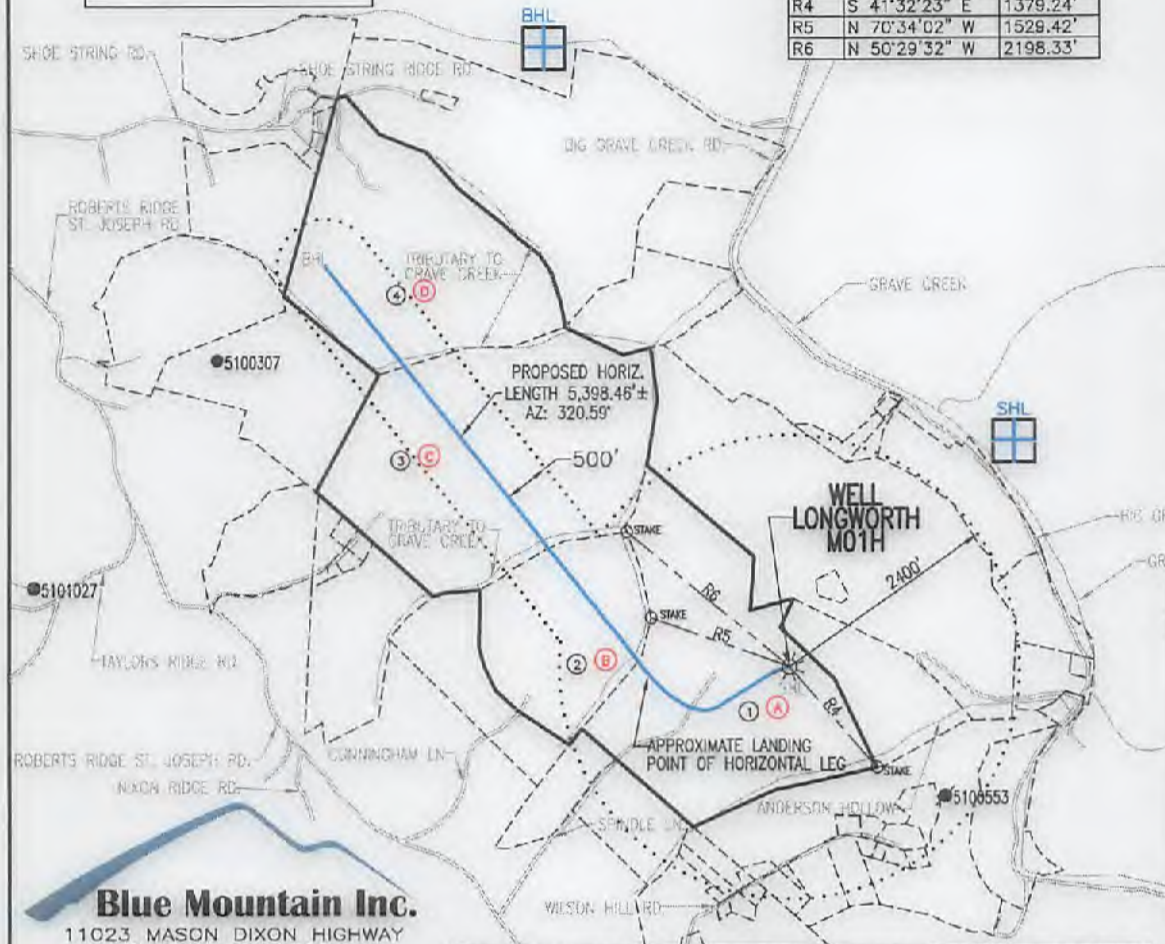 R4 S 41°32'23" E 1379.24'
R5 N 70°34'02" W 1529.42'
R6 N 50°29'32" W 2198.33'
BHL
SHOE STRING RD.
SHOE STRING RIDGE RD.
BIG GRAVE CREEK RD.
ROBERTS RIDGE
ST. JOSEPH RD.
BHL
TRIBUTARY TO
GRAVE CREEK
4 D
GRAVE CREEK
5100307
PROPOSED HORIZ.
LENGTH 5,398.46'±
AZ: 320.59°
SHL
3 C
500'
WELL
LONGWORTH
M01H
TRIBUTARY TO
GRAVE CREEK
STAKE
2400'
R6
5101027
STAKE
R5
TAYLORS RIDGE RD.
2 B
SHL
R4
1 A
ROBERTS RIDGE ST. JOSEPH RD.
CUNNINGHAM LN
APPROXIMATE LANDING
POINT OF HORIZONTAL LEG
STAKE
NIXON RIDGE RD.
ANDERSON HOLLOW
5100553
SPINDLE LN
Blue Mountain Inc.
WILSON HILL RD.
11023 MASON DIXON HIGHWAY